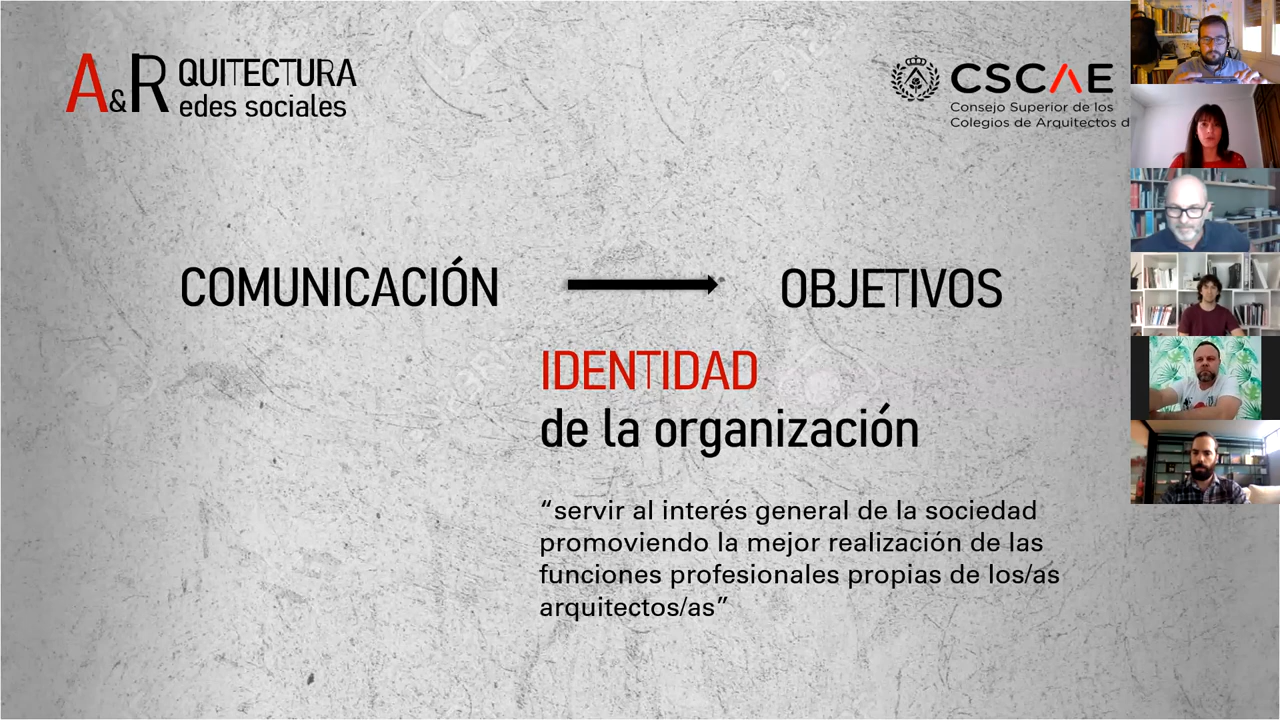 A&R QUITECTURA
edes sociales
CSCAE
Consejo Superior de los
Colegios de Arquitectos d
COMUNICACIÓN
OBJETIVOS
IDENTIDAD
de la organización
“servir al interés general de la sociedad
promoviendo la mejor realización de las
funciones profesionales propias de los/as
arquitectos/as”